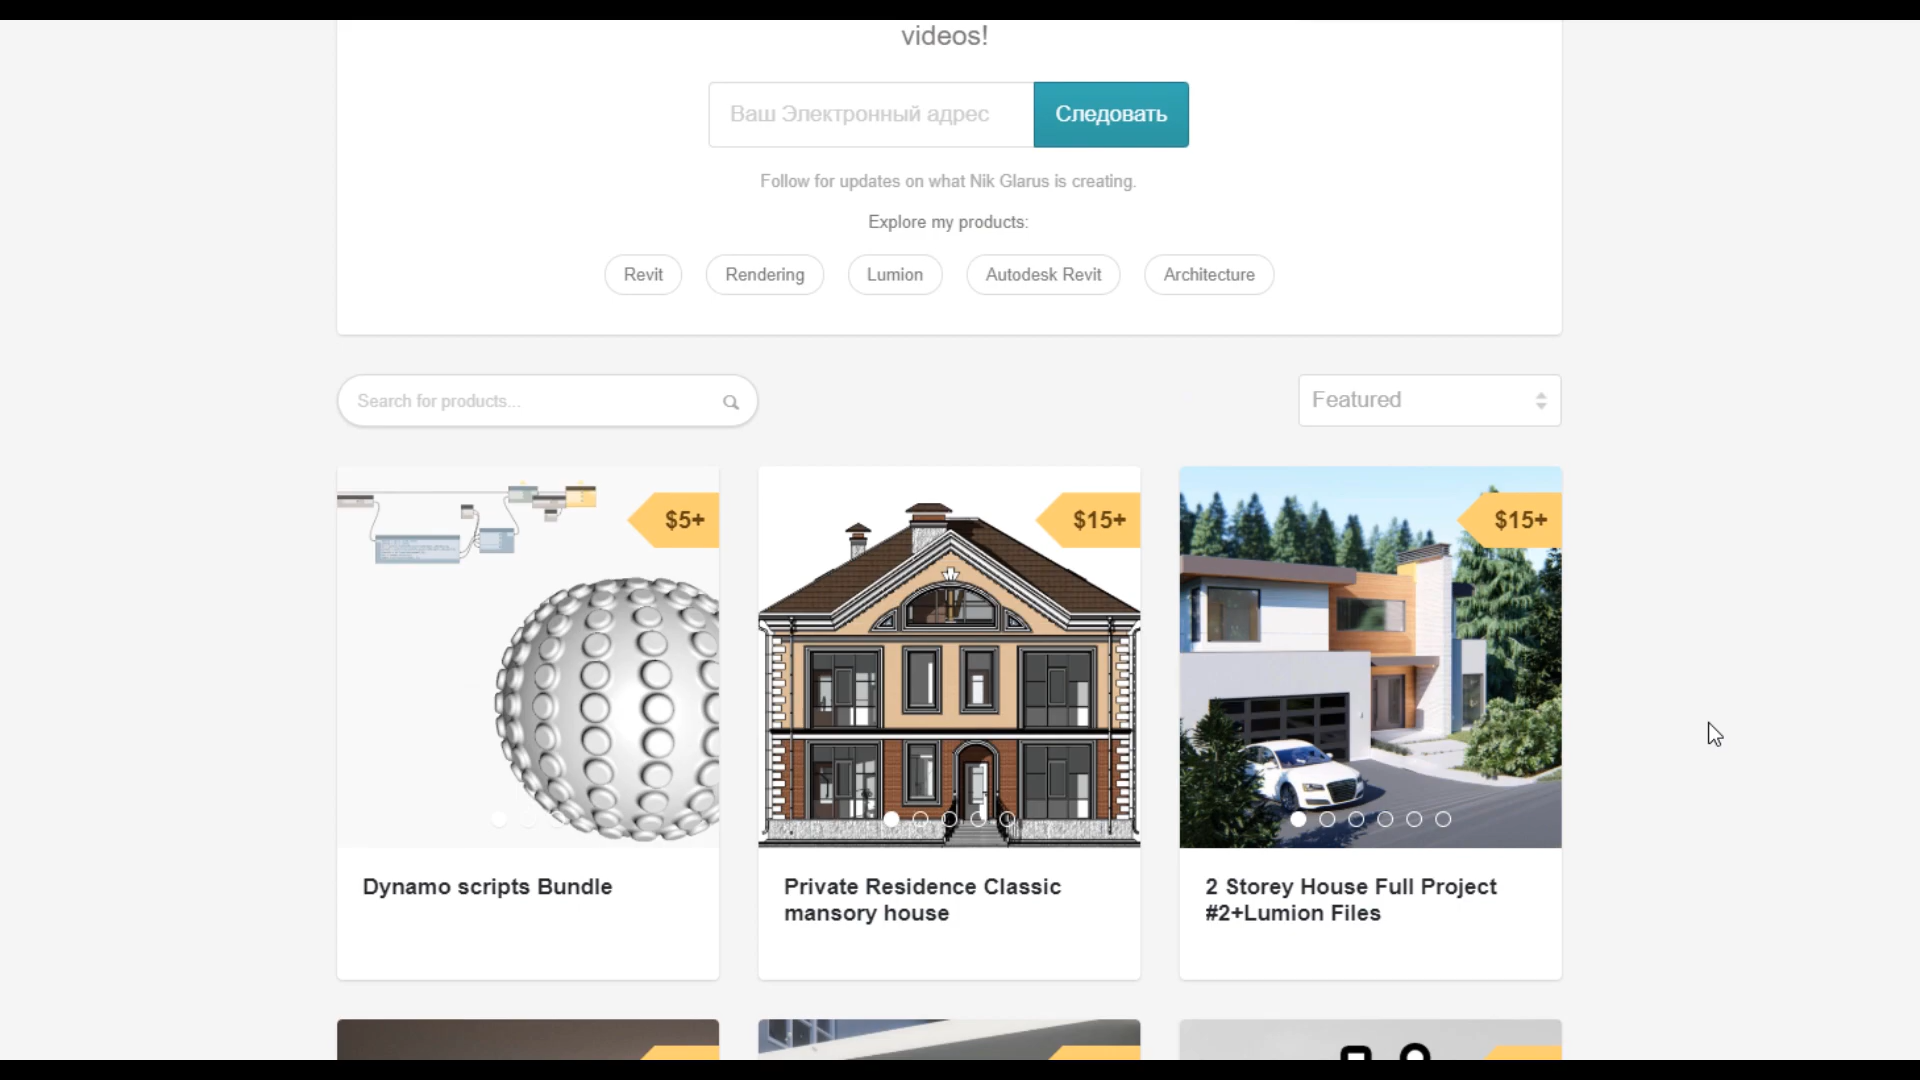 videos!
Ваш Электронный адрес
Следовать
Follow for updates on what Nik Glarus is creating.
Explore my products:
Revit
Rendering
Lumion
Autodesk Revit
Architecture
Search for products...
Featured
$5+
$15+
$15+
Dynamo scripts Bundle
Private Residence Classic
mansory house
2 Storey House Full Project
#2+Lumion Files